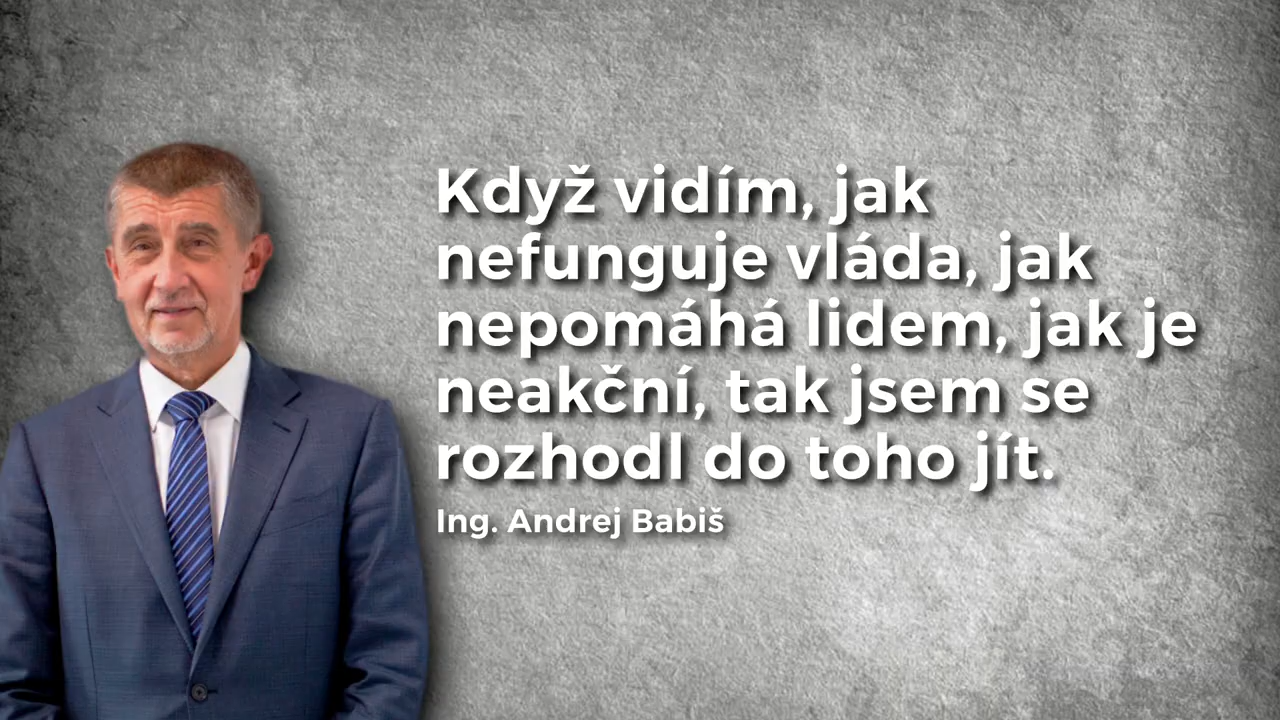 Když vidím, jak
nefunguje vláda, jak
nepomáhá lidem, jak je
neakční, tak jsem se
rozhodl do toho jít.
Ing. Andrej Babiš